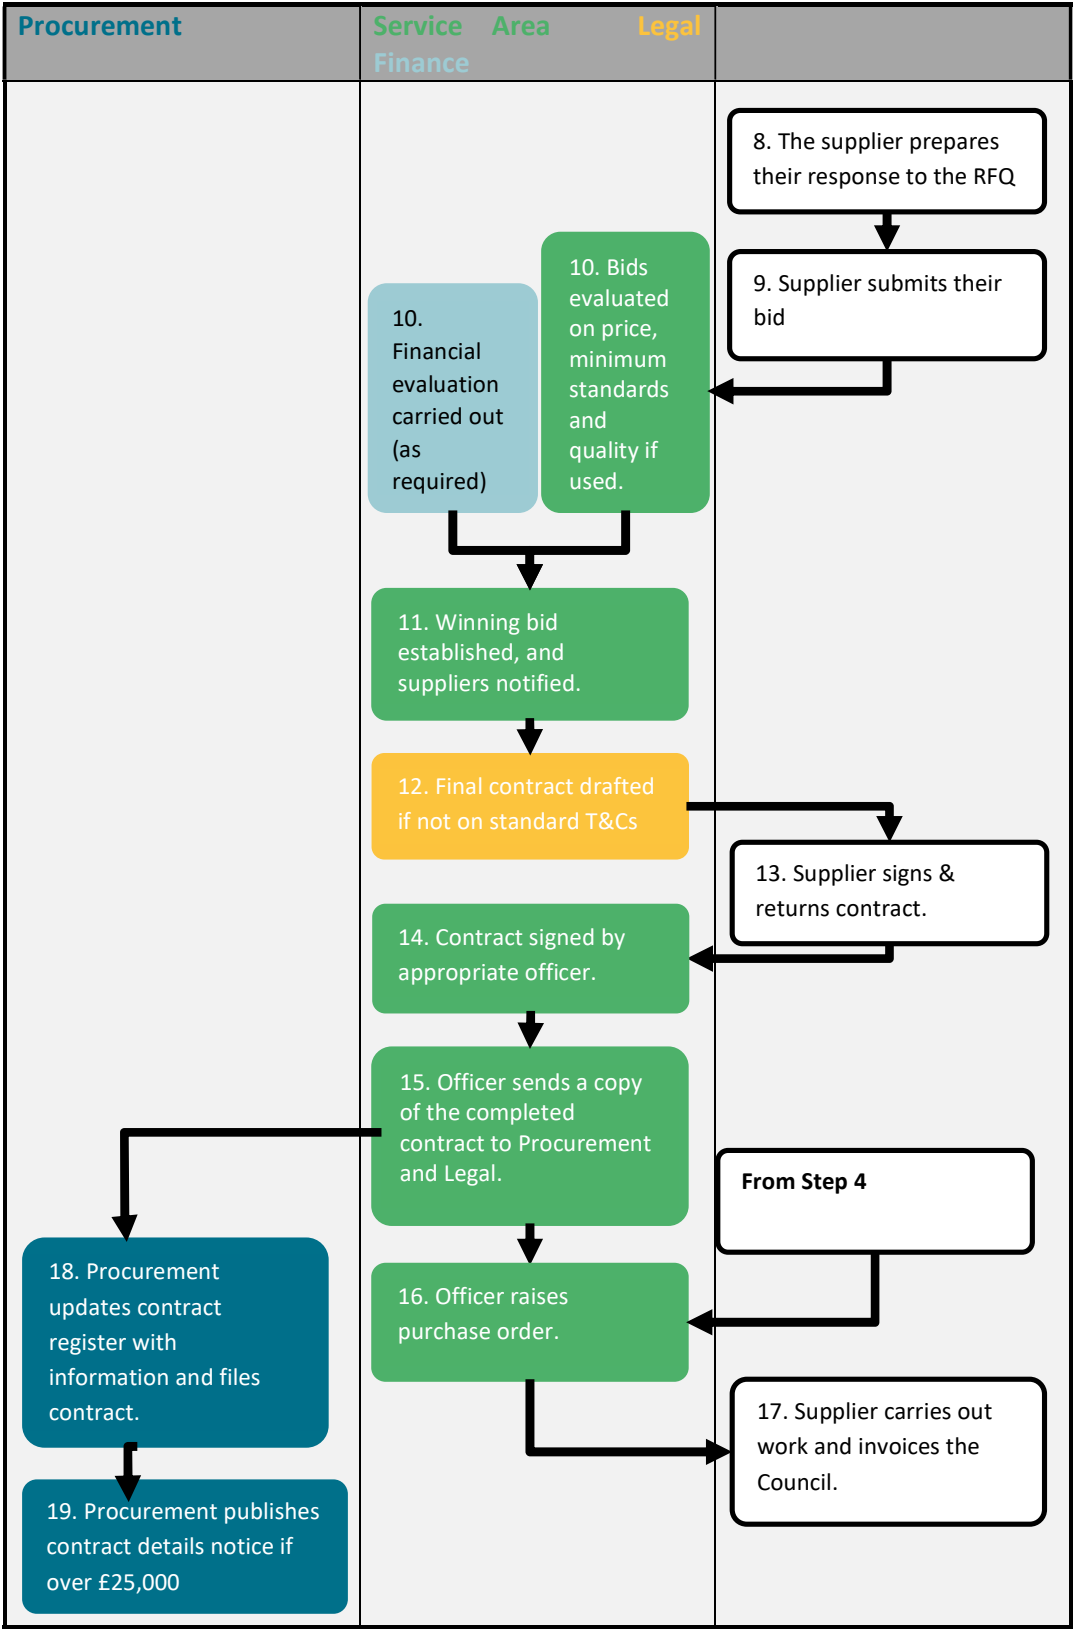 Procurement
Service Area Legal
Finance
8. The supplier prepares
their response to the RFQ
9. Supplier submits their
bid
10.
Financial
evaluation
carried out
(as
required)
10. Bids
evaluated
on price,
minimum
standards
and
quality if
used.
11. Winning bid
established, and
suppliers notified.
12. Final contract drafted
if not on standard T&Cs
13. Supplier signs &
returns contract.
14. Contract signed by
appropriate officer.
15. Officer sends a copy
of the completed
contract to Procurement
and Legal.
From Step 4
16. Officer raises
purchase order.
17. Supplier carries out
work and invoices the
Council.
18. Procurement
updates contract
register with
information and files
contract.
19. Procurement publishes
contract details notice if
over £25,000